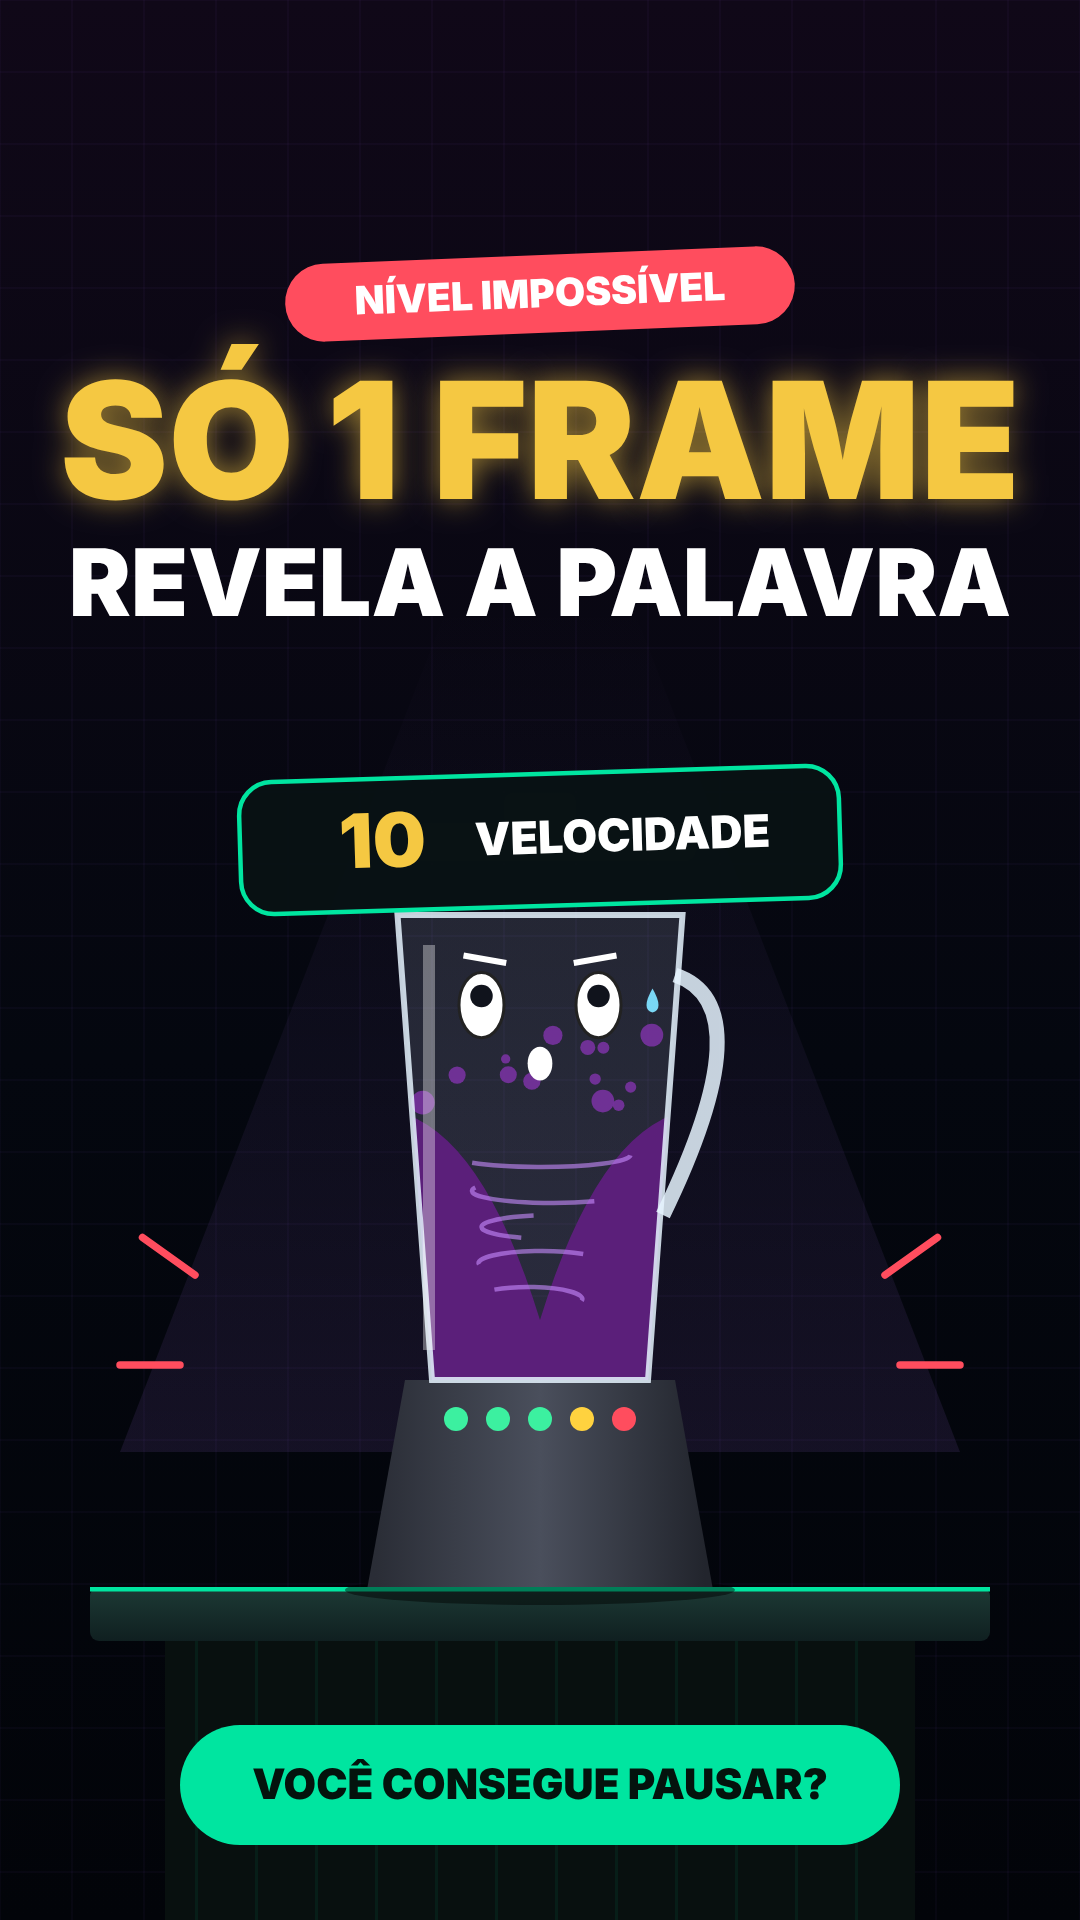 NÍVEL IMPOSSÍVEL
SÓ 1 FRAME
REVELA A PALAVRA
10 VELOCIDADE
VOCÊ CONSEGUE PAUSAR?